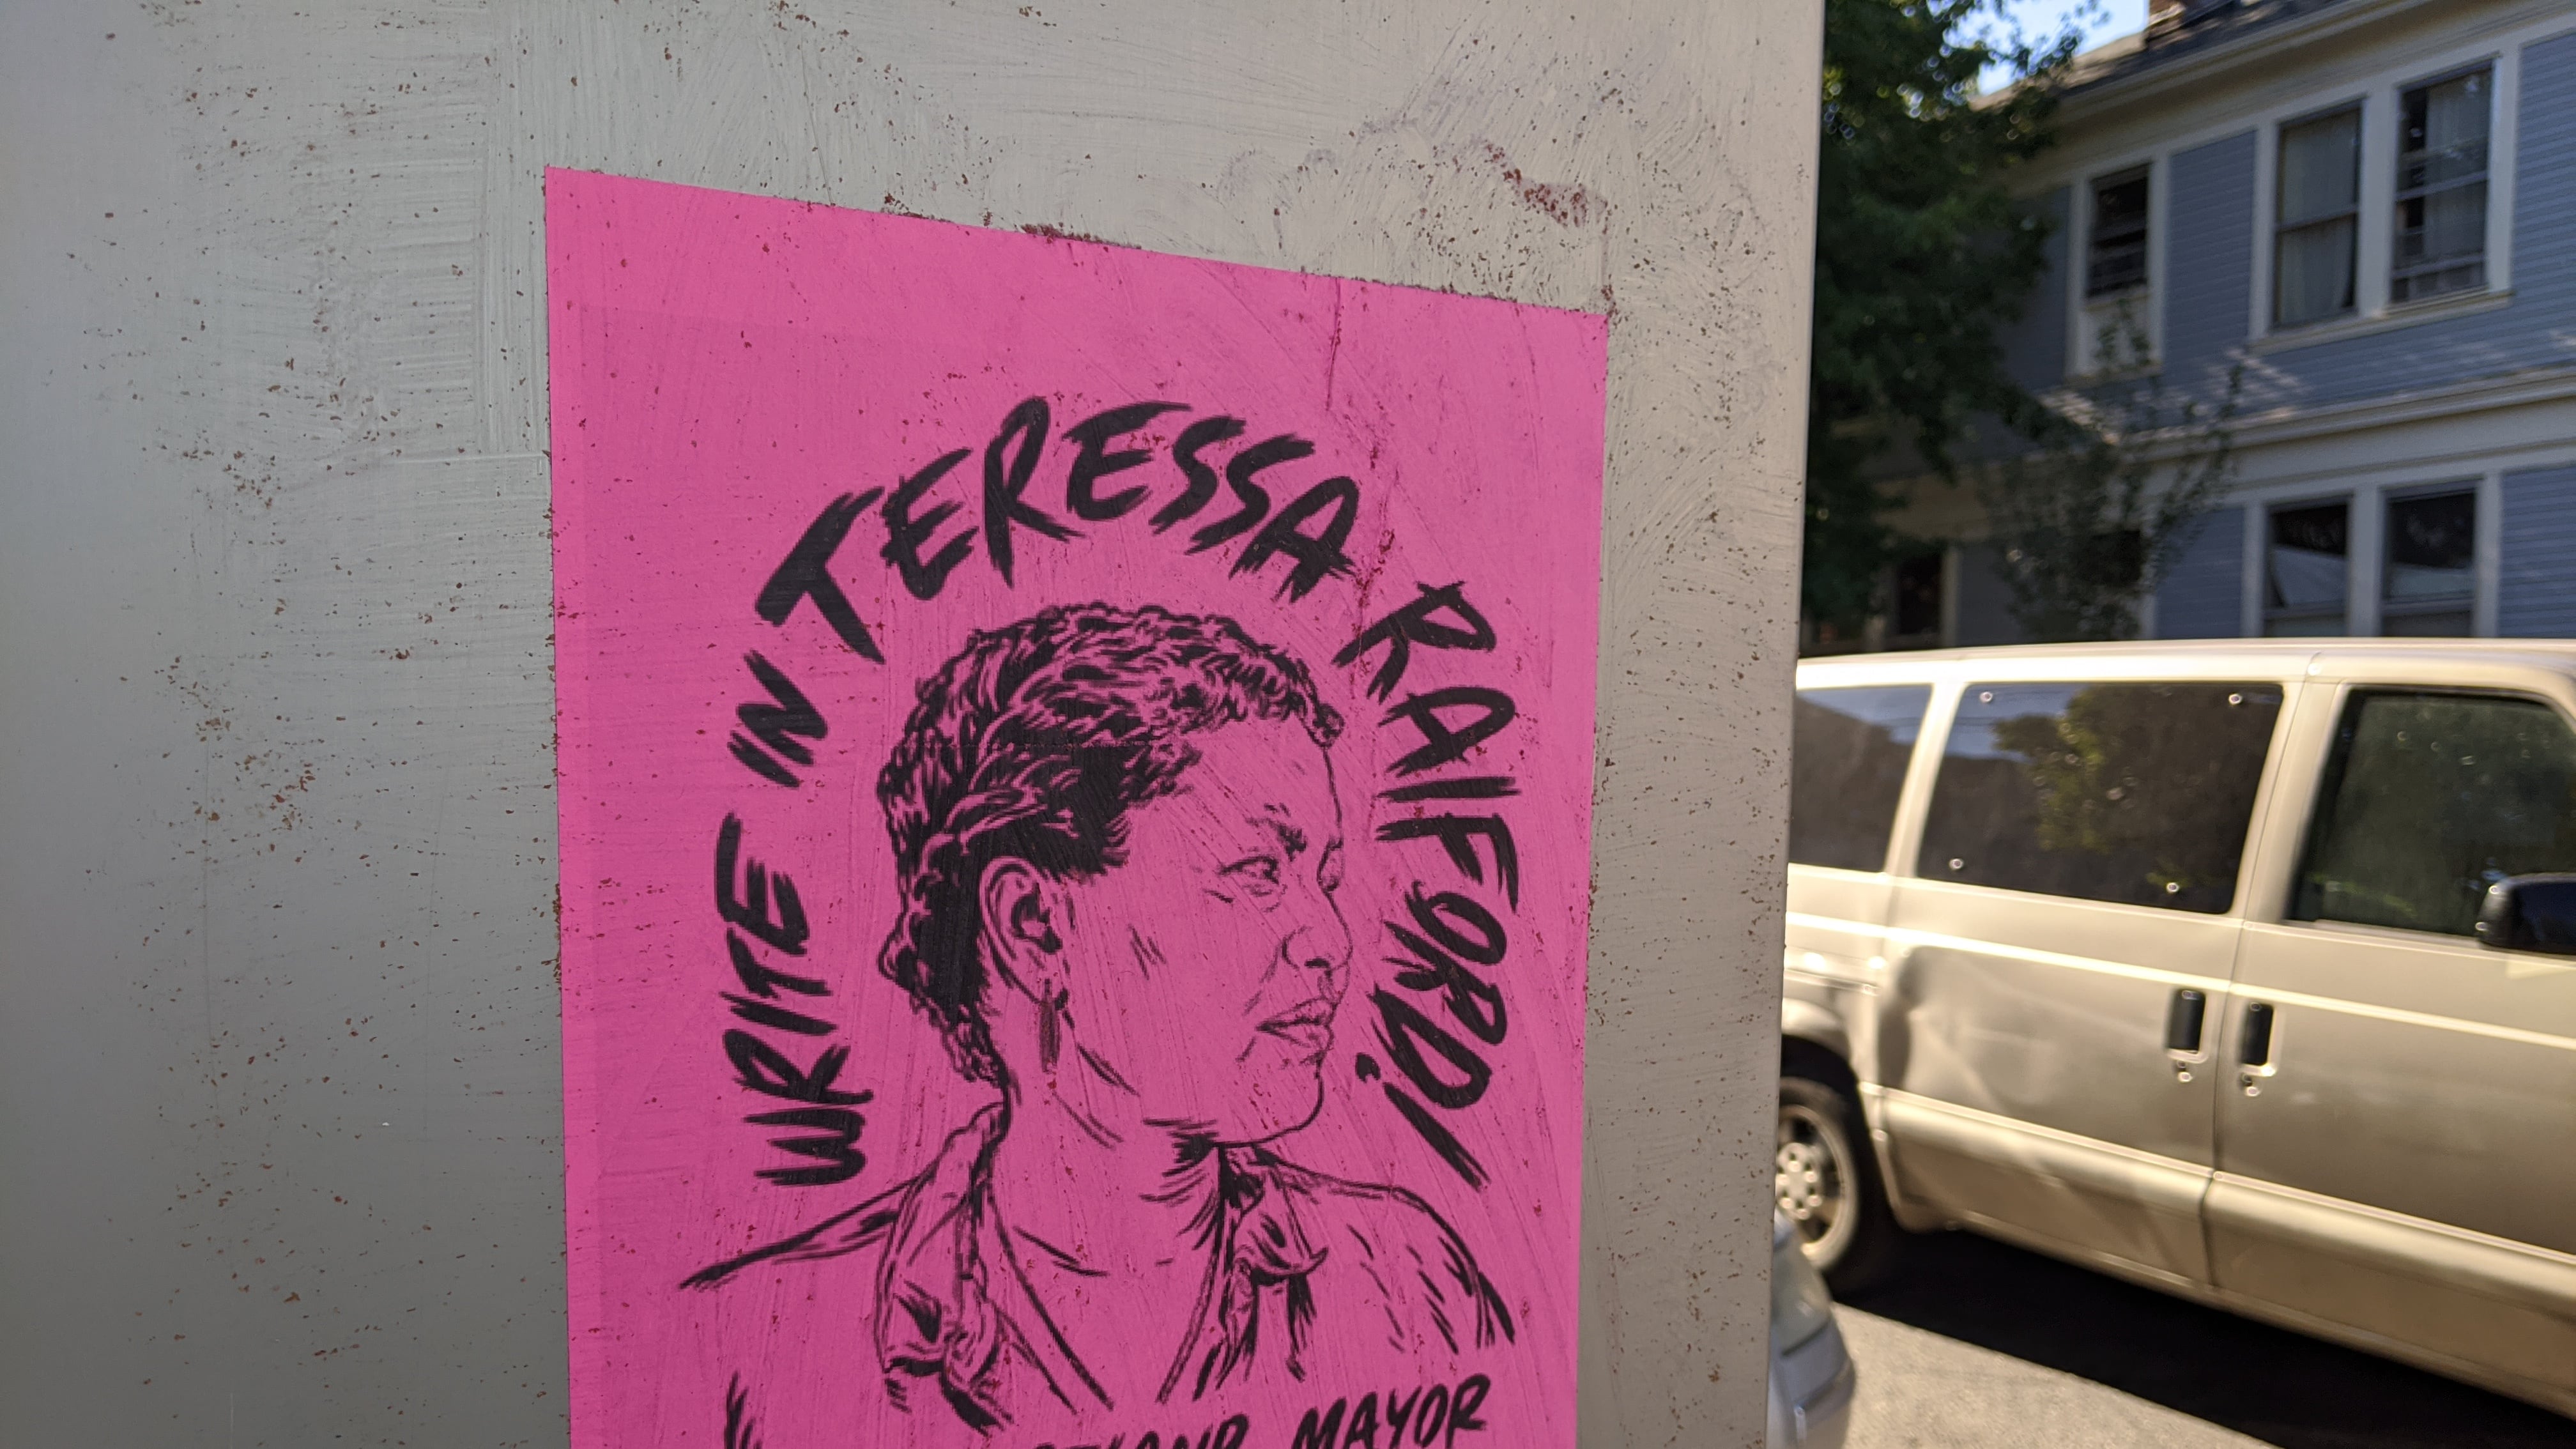 WRITE IN TERESSA RAIFORD!
MAYOR